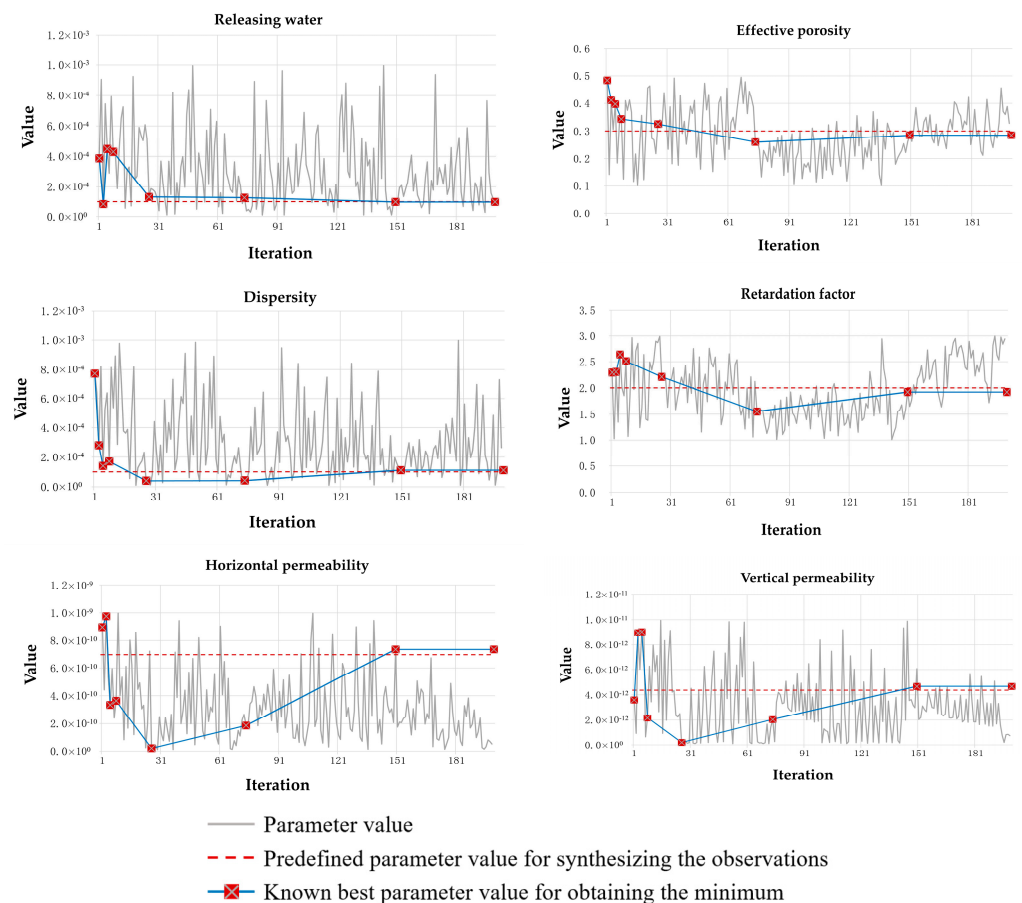 Releasing water
1.2×10⁻³
1.0×10⁻³
8.0×10⁻⁴
6.0×10⁻⁴
4.0×10⁻⁴
2.0×10⁻⁴
0.0×10⁰
Value
1 31 61 91 121 151 181
Iteration
Effective porosity
0.6
0.5
0.4
0.3
0.2
0.1
0.0
Value
1 31 61 91 121 151 181
Iteration
Dispersity
1.2×10⁻³
1.0×10⁻³
8.0×10⁻⁴
6.0×10⁻⁴
4.0×10⁻⁴
2.0×10⁻⁴
0.0×10⁰
Value
1 31 61 91 121 151 181
Iteration
Retardation factor
3.5
3.0
2.5
2.0
1.5
1.0
0.5
0.0
Value
1 31 61 91 121 151 181
Iteration
Horizontal permeability
1.2×10⁻⁹
1.0×10⁻⁹
8.0×10⁻¹⁰
6.0×10⁻¹⁰
4.0×10⁻¹⁰
2.0×10⁻¹⁰
0.0×10⁰
Value
1 31 61 91 121 151 181
Iteration
Vertical permeability
1.2×10⁻¹¹
1.0×10⁻¹¹
8.0×10⁻¹²
6.0×10⁻¹²
4.0×10⁻¹²
2.0×10⁻¹²
0.0×10⁰
Value
1 31 61 91 121 151 181
Iteration
Parameter value
Predefined parameter value for synthesizing the observations
Known best parameter value for obtaining the minimum